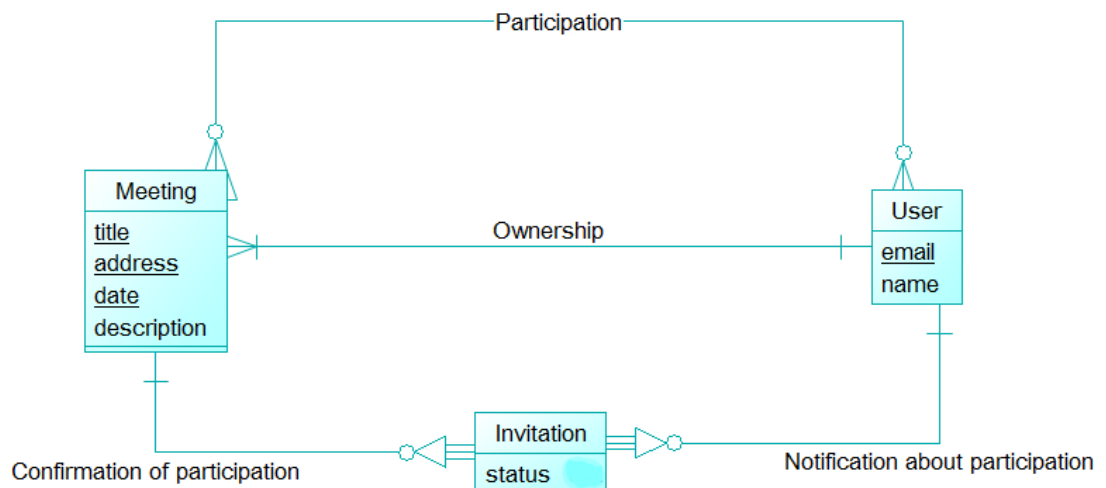 Participation
Meeting
title
address
date
description
Ownership
User
email
name
Invitation
status
Confirmation of participation
Notification about participation